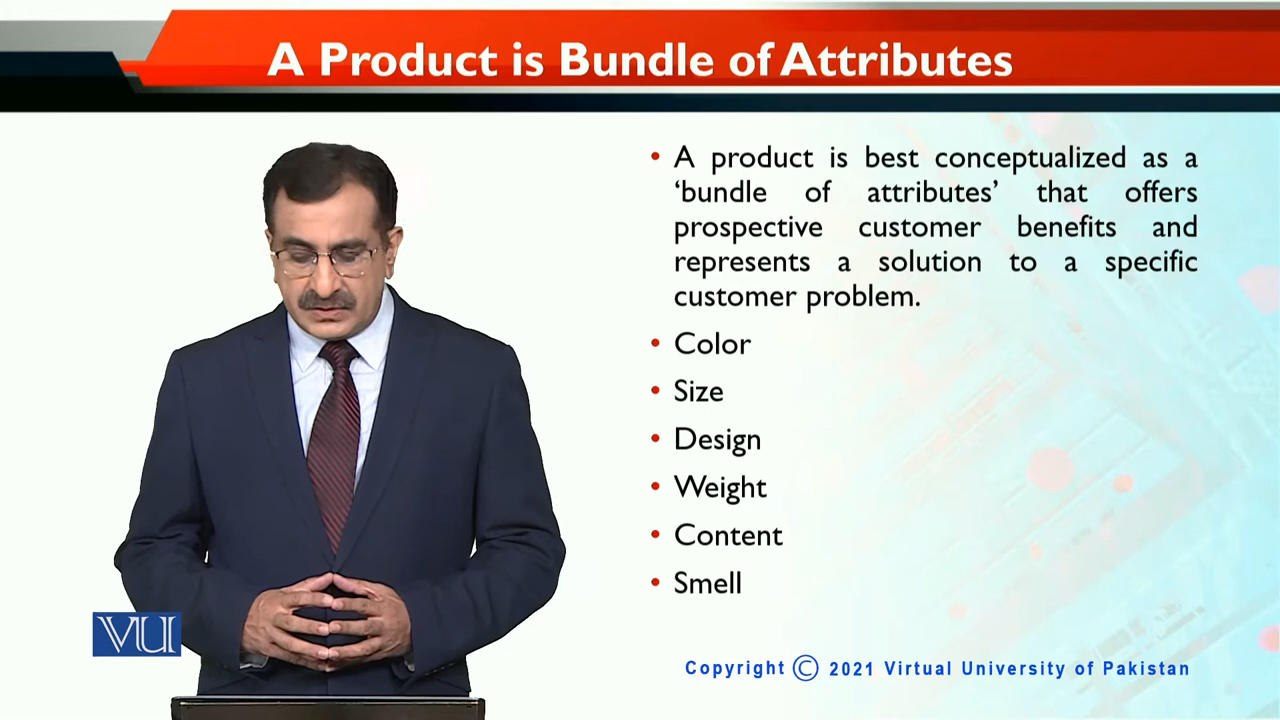 A Product is Bundle of Attributes
• A product is best conceptualized as a
‘bundle of attributes’ that offers
prospective customer benefits and
represents a solution to a specific
customer problem.
• Color
• Size
• Design
• Weight
• Content
• Smell
VU
Copyright © 2021 Virtual University of Pakistan